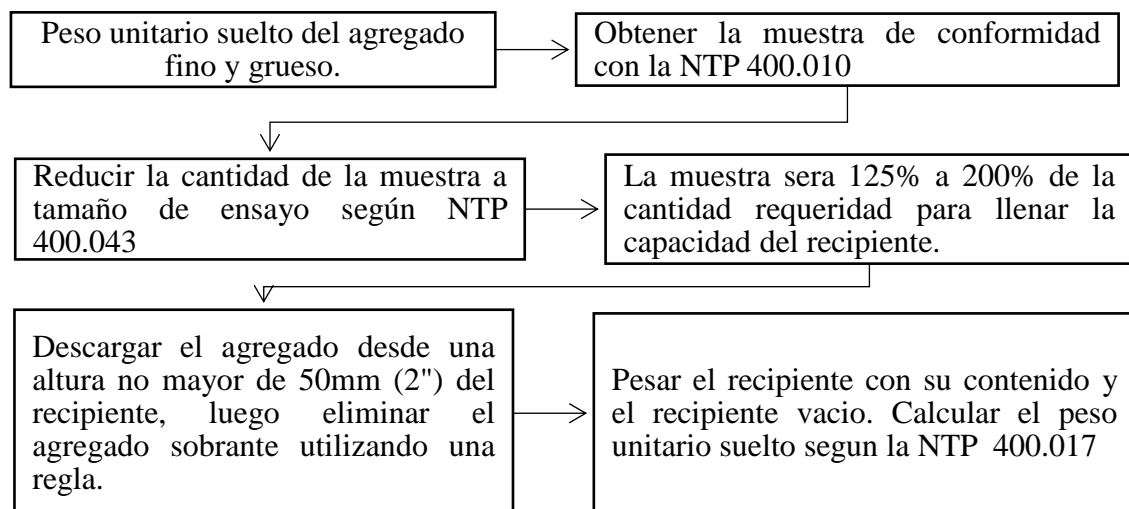 Peso unitario suelto del agregado
fino y grueso.
Obtener la muestra de conformidad
con la NTP 400.010
Reducir la cantidad de la muestra a
tamaño de ensayo según NTP
400.043
La muestra sera 125% a 200% de la
cantidad requeridad para llenar la
capacidad del recipiente.
Descargar el agregado desde una
altura no mayor de 50mm (2") del
recipiente, luego eliminar el
agregado sobrante utilizando una
regla.
Pesar el recipiente con su contenido y
el recipiente vacio. Calcular el peso
unitario suelto segun la NTP 400.017